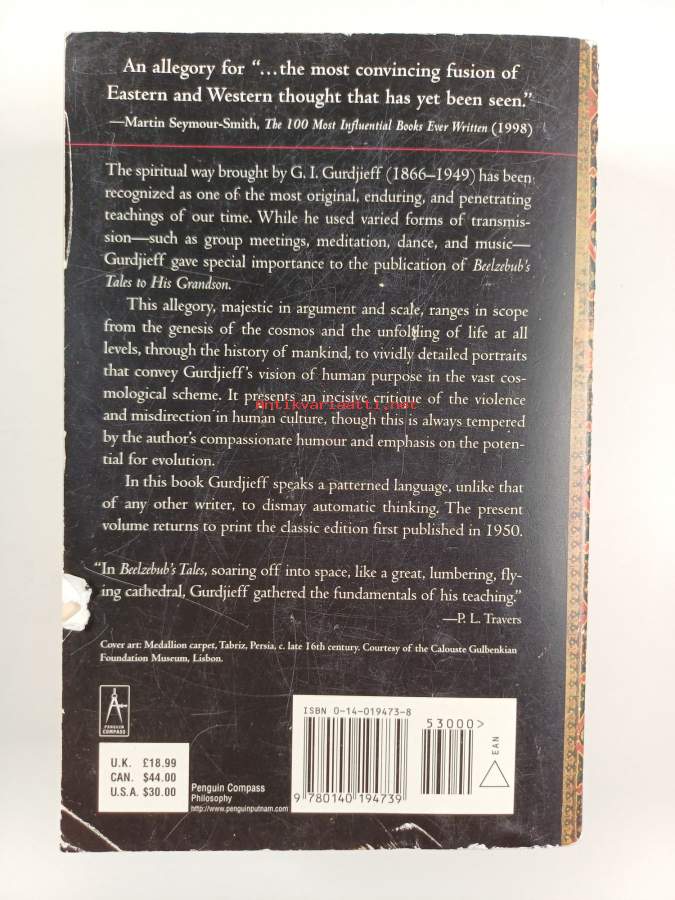 An allegory for “...the most convincing fusion of
Eastern and Western thought that has yet been seen.”
—Martin Seymour-Smith, The 100 Most Influential Books Ever Written (1998)
The spiritual way brought by G. I. Gurdjieff (1866–1949) has been
recognized as one of the most original, enduring, and penetrating
teachings of our time. While he used varied forms of transmis-
sion—such as group meetings, meditation, dance, and music—
Gurdjieff gave special importance to the publication of Beelzebub's
Tales to His Grandson.
This allegory, majestic in argument and scale, ranges in scope
from the genesis of the cosmos and the unfolding of life at all
levels, through the history of mankind, to vividly detailed portraits
that convey Gurdjieff's vision of human purpose in the vast cos-
mological scheme. It presents an incisive critique of the violence
antikvariaatti.net
and misdirection in human culture, though this is always tempered
by the author's compassionate humour and emphasis on the poten-
tial for evolution.
In this book Gurdjieff speaks a patterned language, unlike that
of any other writer, to dismay automatic thinking. The present
volume returns to print the classic edition first published in 1950.
“In Beelzebub's Tales, soaring off into space, like a great, lumbering, fly-
ing cathedral, Gurdjieff gathered the fundamentals of his teaching.”
—P. L. Travers
Cover art: Medallion carpet, Tabriz, Persia, c. late 16th century. Courtesy of the Calouste Gulbenkian
Foundation Museum, Lisbon.
PENGUIN
COMPASS
U.K. £18.99
CAN. $44.00
U.S.A. $30.00
Penguin Compass
Philosophy
http://www.penguinputnam.com
ISBN 0-14-019473-8
53000>
EAN
9 780140 194739